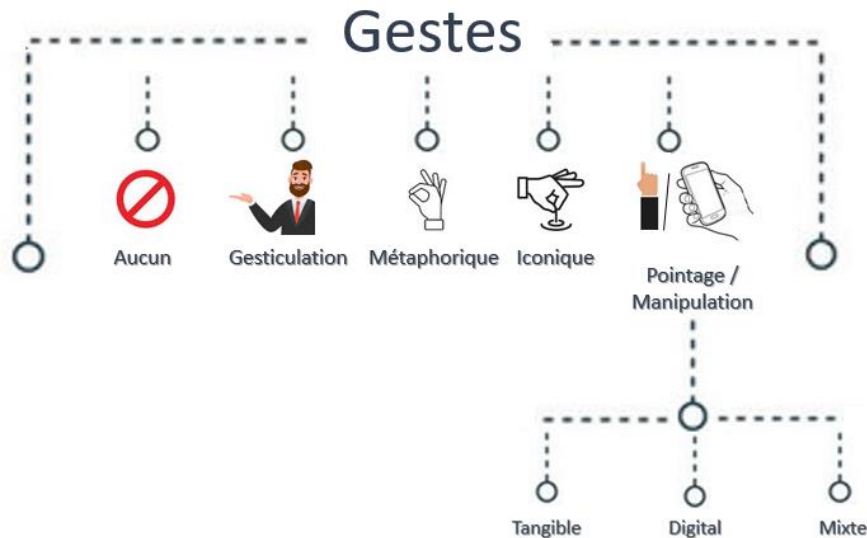 Gestes
Aucun
Gesticulation
Métaphorique
Iconique
Pointage /
Manipulation
Tangible
Digital
Mixte